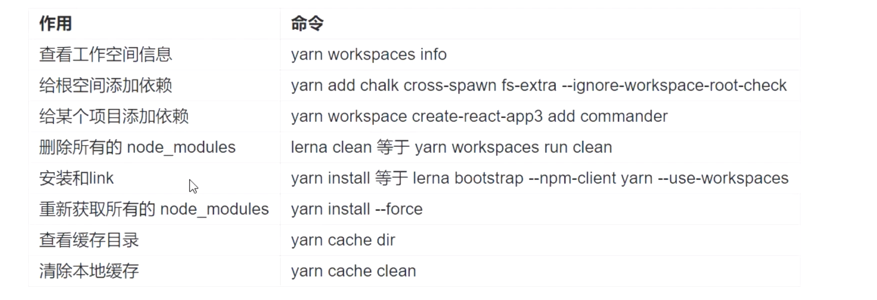 作用 命令
查看工作空间信息 yarn workspaces info
给根空间添加依赖 yarn add chalk cross-spawn fs-extra --ignore-workspace-root-check
给某个项目添加依赖 yarn workspace create-react-app3 add commander
删除所有的 node_modules lerna clean 等于 yarn workspaces run clean
安装和link yarn install 等于 lerna bootstrap --npm-client yarn --use-workspaces
重新获取所有的 node_modules yarn install --force
查看缓存目录 yarn cache dir
清除本地缓存 yarn cache clean